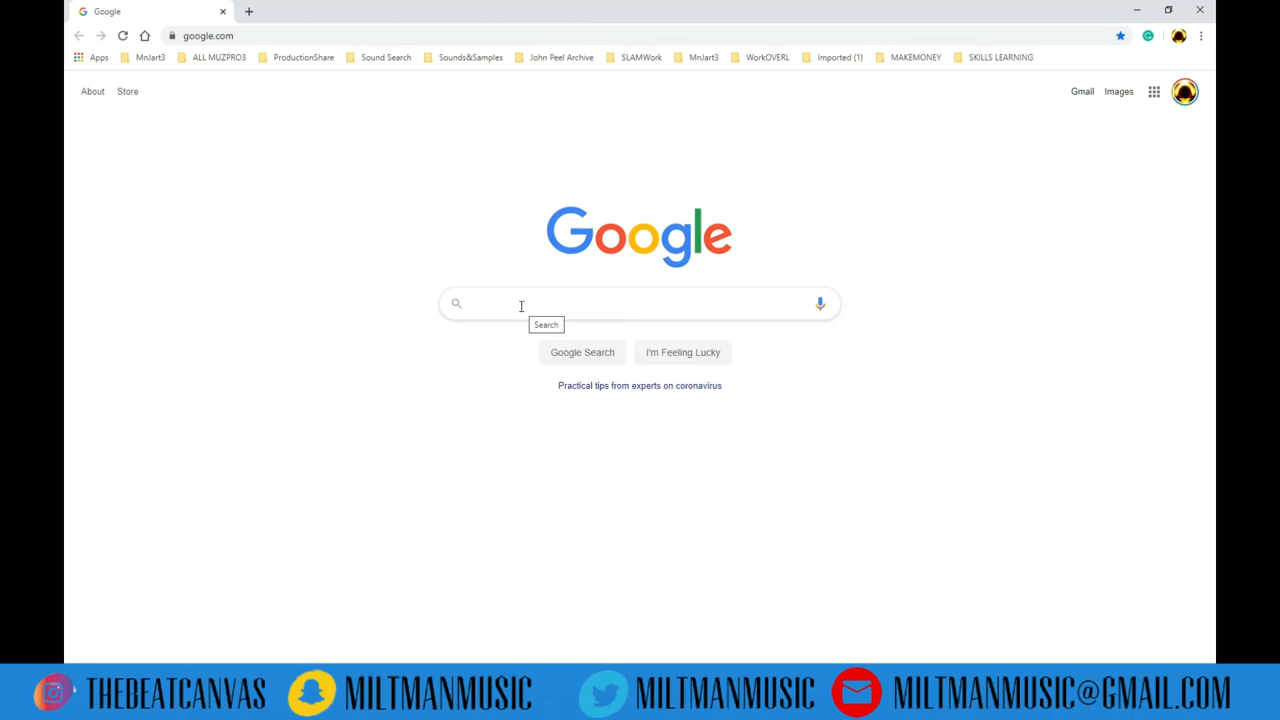 Google
google.com
Apps MnJart3 ALL MUZPRO3 ProductionShare Sound Search Sounds&Samples John Peel Archive SLAMWork MnJart3 WorkOVERL Imported (1) MAKEMONEY SKILLS LEARNING
About Store Gmail Images
Google
Search
Google Search I'm Feeling Lucky
Practical tips from experts on coronavirus
THEBEATCANVAS MILTMANMUSIC MILTMANMUSIC MILTMANMUSIC@GMAIL.COM